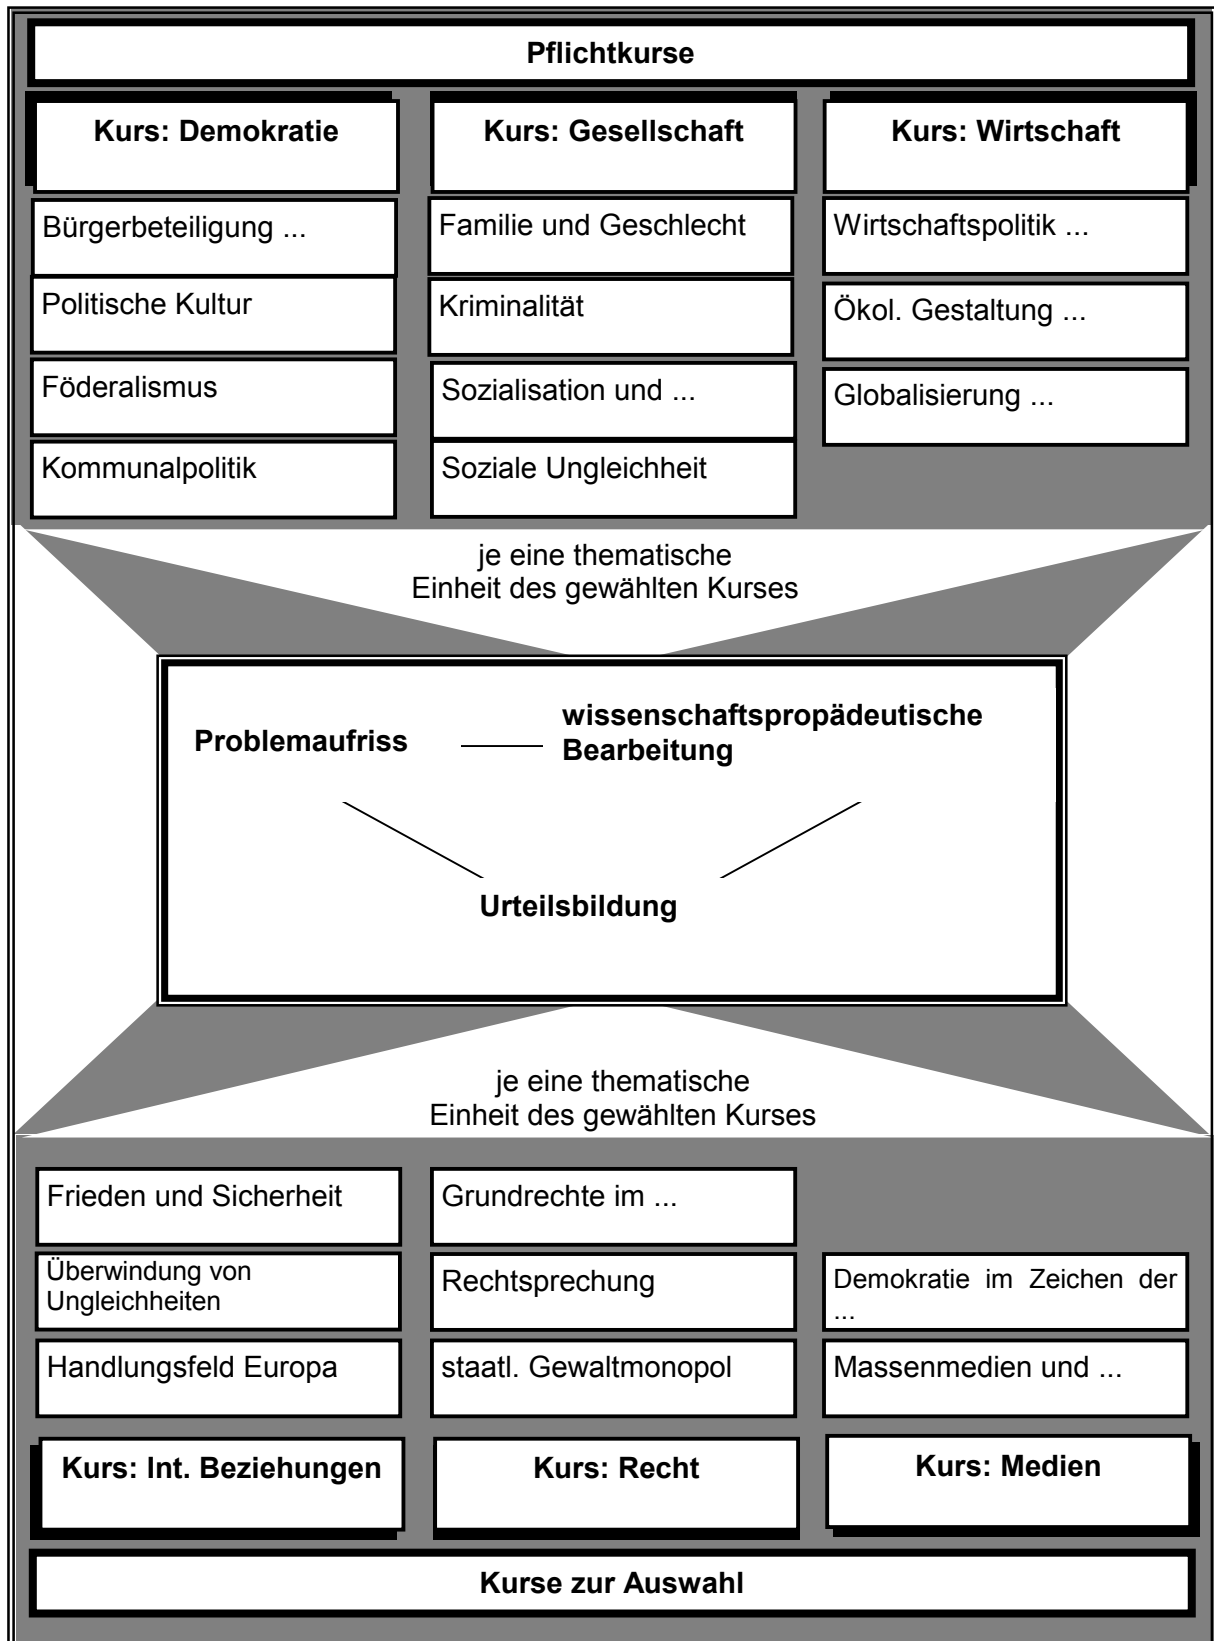 Pflichtkurse
Kurs: Demokratie
Kurs: Gesellschaft
Kurs: Wirtschaft
Bürgerbeteiligung ...
Familie und Geschlecht
Wirtschaftspolitik ...
Politische Kultur
Kriminalität
Ökol. Gestaltung ...
Föderalismus
Sozialisation und ...
Globalisierung ...
Kommunalpolitik
Soziale Ungleichheit
je eine thematische
Einheit des gewählten Kurses
Problemaufriss
wissenschaftspropädeutische
Bearbeitung
Urteilsbildung
je eine thematische
Einheit des gewählten Kurses
Frieden und Sicherheit
Grundrechte im ...
Überwindung von
Ungleichheiten
Rechtsprechung
Demokratie im Zeichen der
...
Handlungsfeld Europa
staatl. Gewaltmonopol
Massenmedien und ...
Kurs: Int. Beziehungen
Kurs: Recht
Kurs: Medien
Kurse zur Auswahl